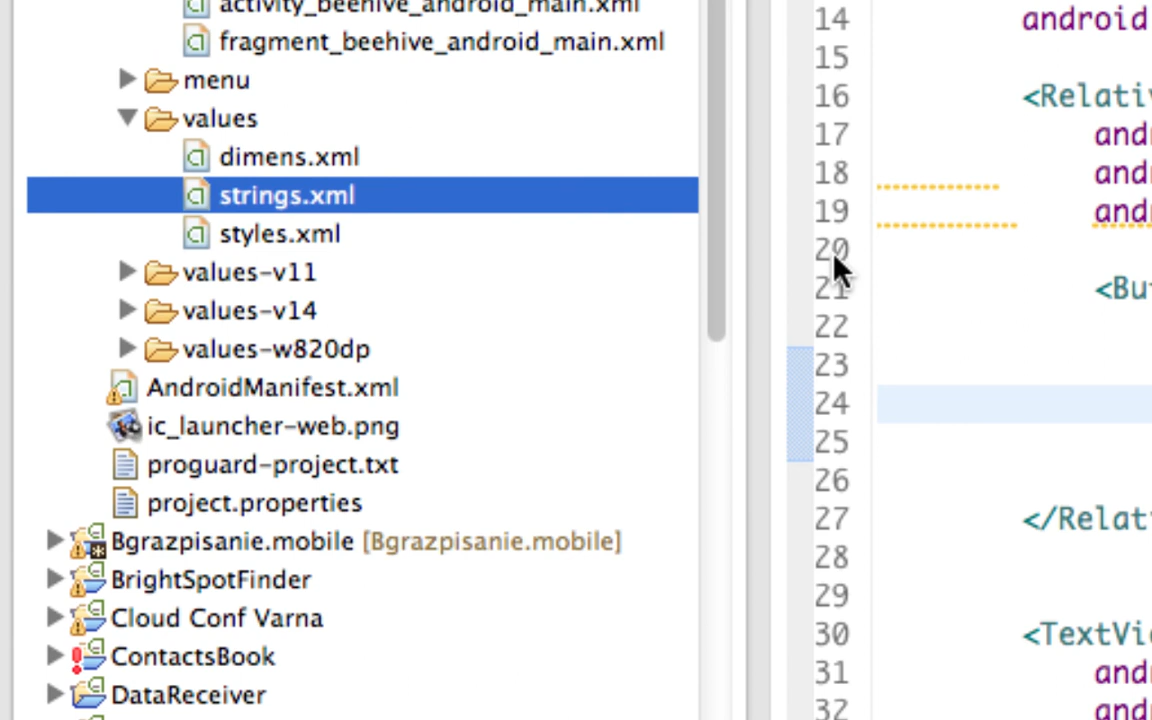 activity_beehive_android_main.xml
fragment_beehive_android_main.xml
menu
values
dimens.xml
strings.xml
styles.xml
values-v11
values-v14
values-w820dp
AndroidManifest.xml
ic_launcher-web.png
proguard-project.txt
project.properties
Bgrazpisanie.mobile [Bgrazpisanie.mobile]
BrightSpotFinder
Cloud Conf Varna
ContactsBook
DataReceiver
14 android
15
16 <Relativ
17 andr
18 andr
19 andr
20
21 <But
22
23
24
25
26
27 </Relati
28
29
30 <TextVie
31 andr
32 andr